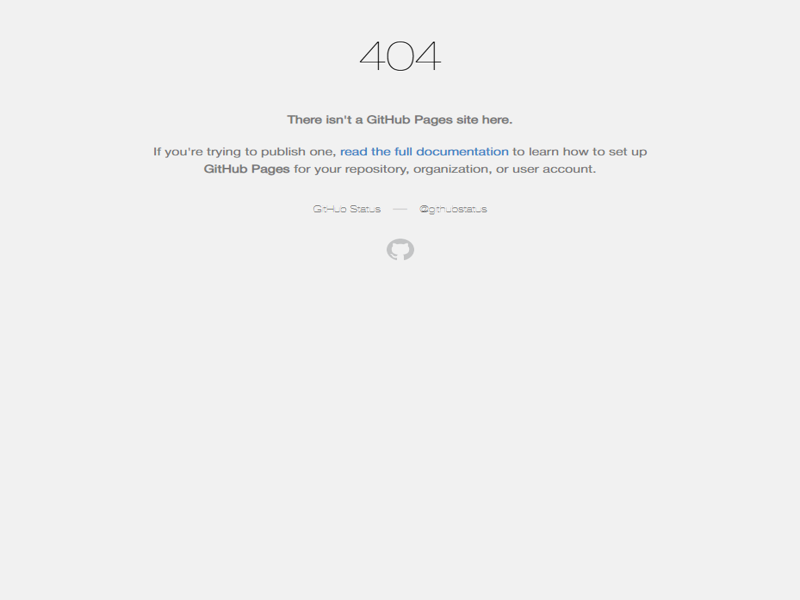 404
There isn't a GitHub Pages site here.
If you're trying to publish one, read the full documentation to learn how to set up
GitHub Pages for your repository, organization, or user account.
GitHub Status — @githubstatus